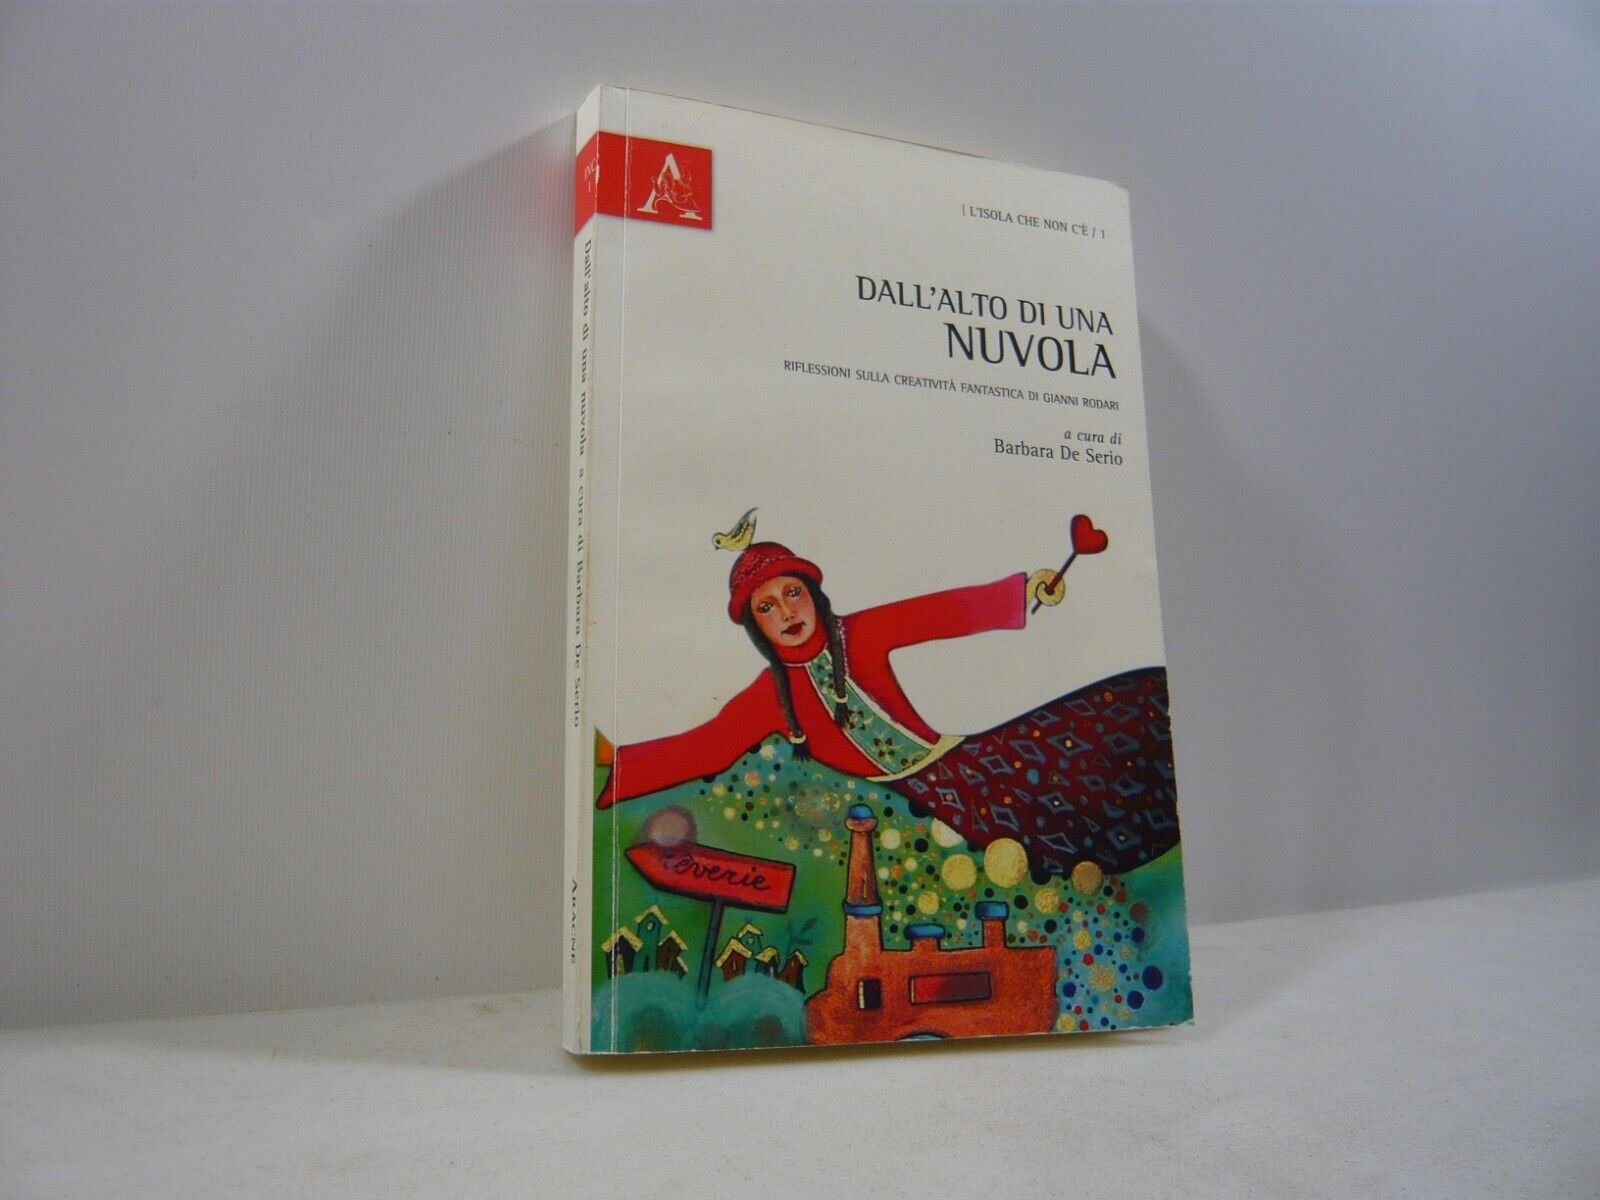 A
| L'ISOLA CHE NON C'È / 1
DALL'ALTO DI UNA
NUVOLA
RIFLESSIONI SULLA CREATIVITÀ FANTASTICA DI GIANNI RODARI
a cura di
Barbara De Serio
rêverie
Dall'alto di una nuvola a cura di Barbara De Serio
ARACNE